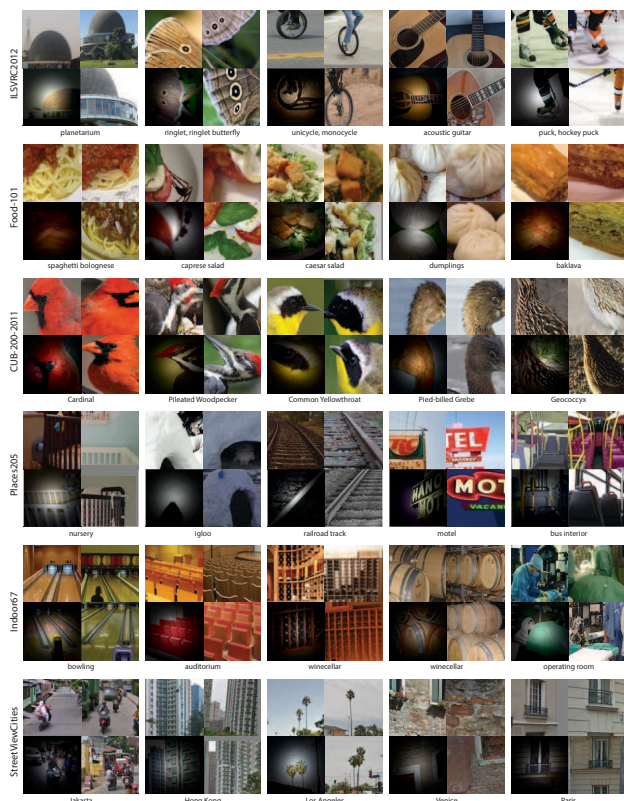 ILSVRC2012
planetarium
ringlet, ringlet butterfly
unicycle, monocycle
acoustic guitar
puck, hockey puck
Food-101
spaghetti bolognese
caprese salad
caesar salad
dumplings
baklava
CUB-200-2011
Cardinal
Pileated Woodpecker
Common Yellowthroat
Pied-billed Grebe
Geococcyx
Places205
TEL
MOT
VACAN
nursery
igloo
railroad track
motel
bus interior
Indoor67
bowling
auditorium
winecellar
winecellar
operating room
StreetViewCities
Jakarta
Hong Kong
Los Angeles
Venice
Paris